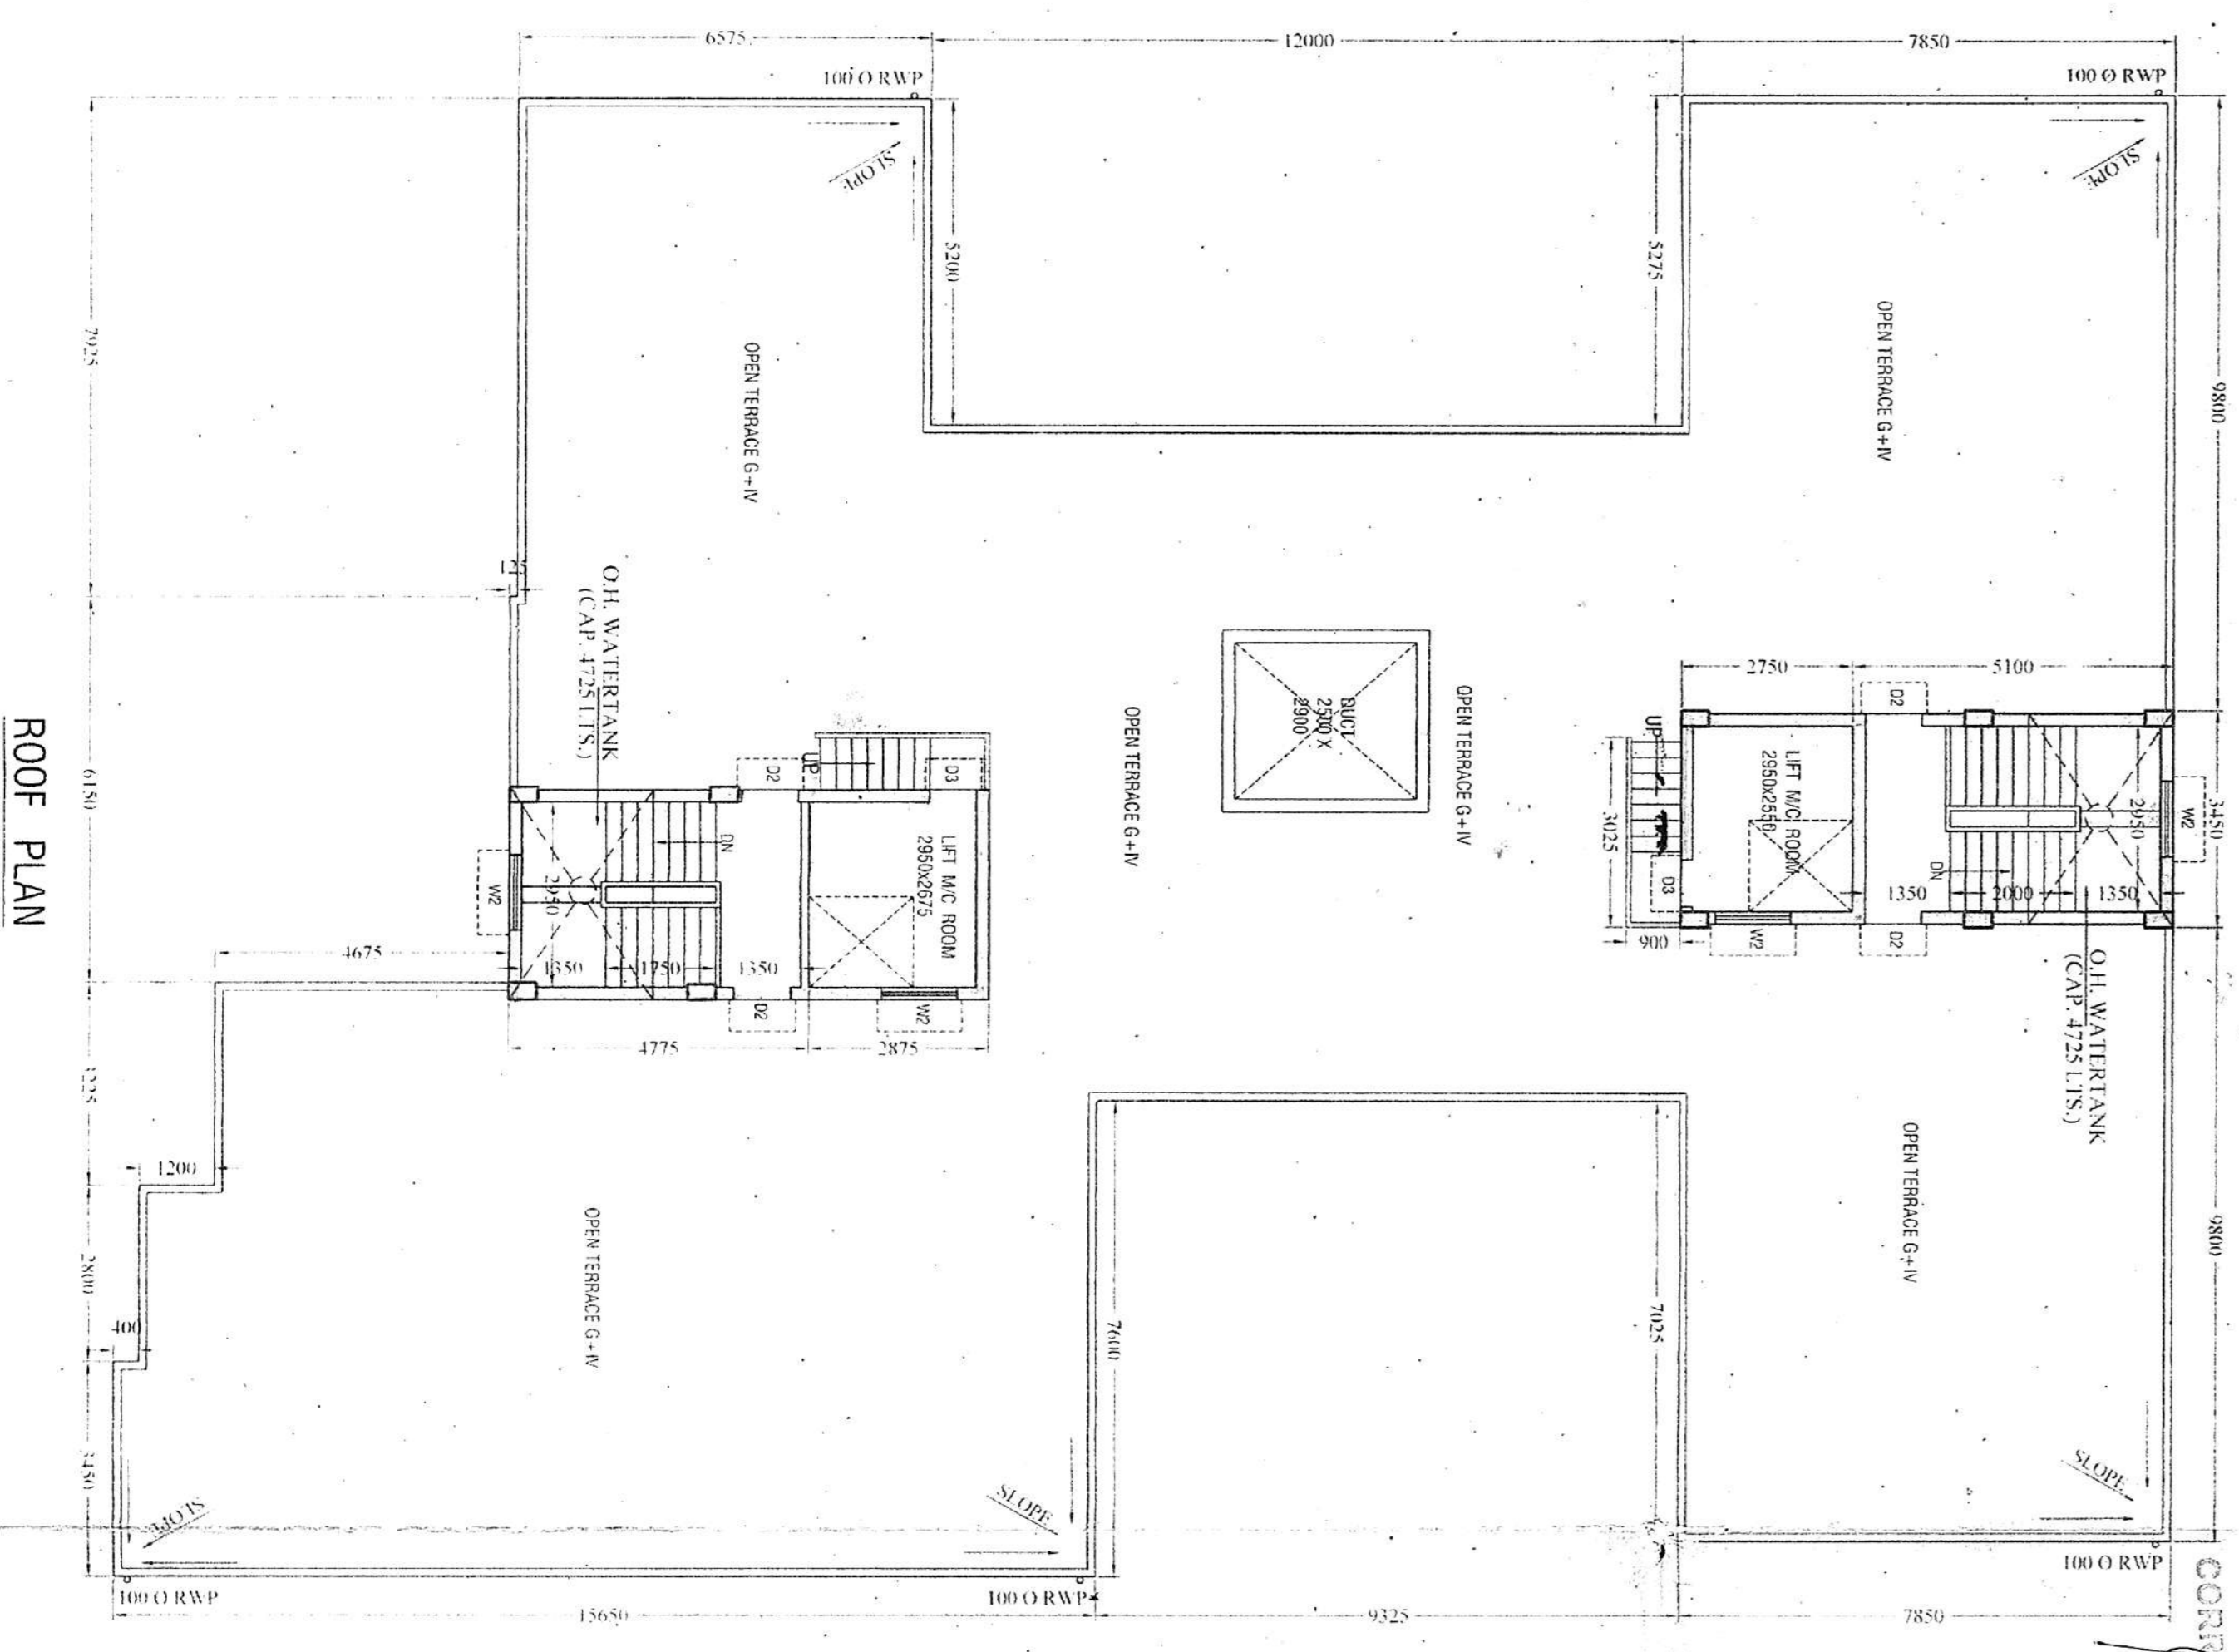 6575
12000
7850
100 O RWP
100 Ø RWP
SLOPE
SLOPE
5200
5275
9800
7925
OPEN TERRACE G+IV
OPEN TERRACE G+IV
125
O.H. WATERTANK
(CAP. 4725 LTS.)
2750
5100
D2
DUCT
2500 X
2900
OPEN TERRACE G+IV
OPEN TERRACE G+IV
UP
LIFT M/C ROOM
2950x2550
2950
W2
3450
3025
D3
DN
1350
2000
1350
900
W2
D2
O.H. WATERTANK
(CAP. 4725 LTS.)
ROOF PLAN
6150
D2
UP
D3
DN
LIFT M/C ROOM
2950x2675
W2
2950
1350
1750
1350
4675
D2
W2
4775
2875
1200
2800
400
3450
OPEN TERRACE G+IV
OPEN TERRACE G+IV
7600
7025
9800
SLOPE
SLOPE
SLOPE
100 O RWP
100 O RWP
100 O RWP
15650
9325
7850